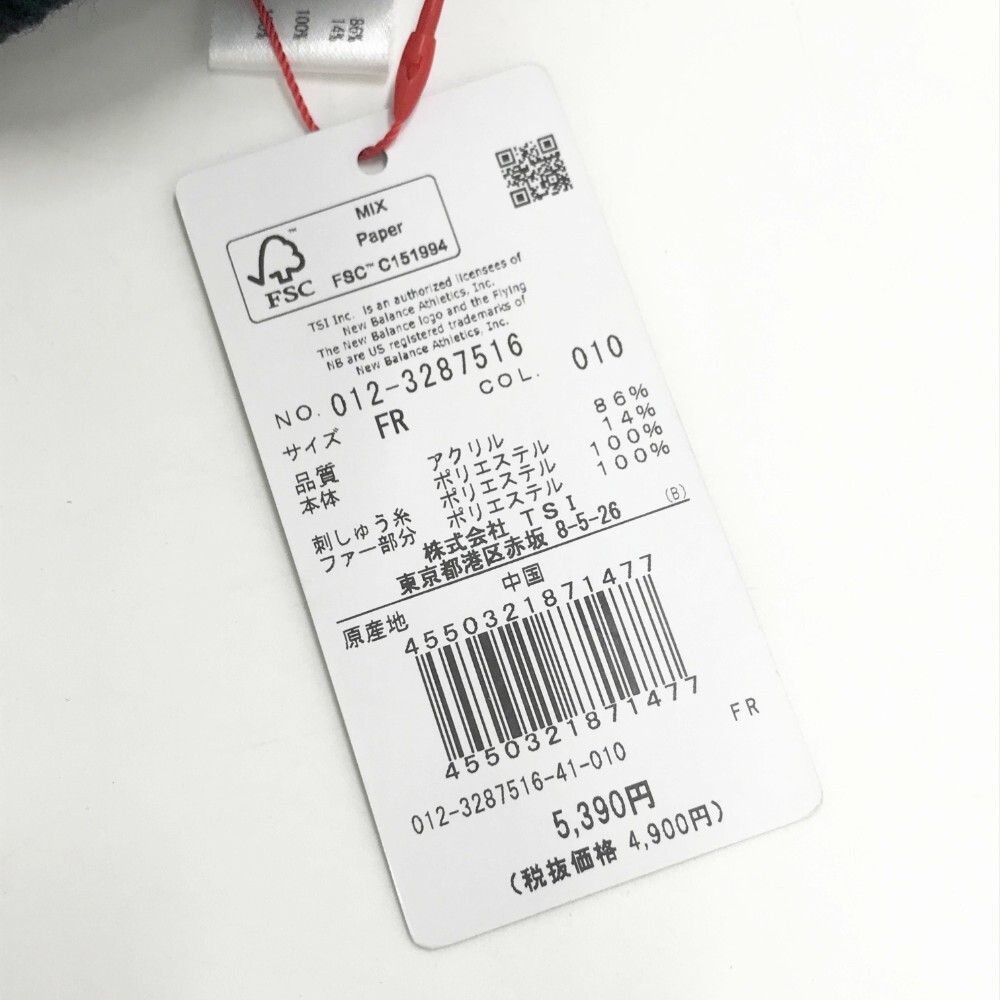 86%
14%
100%
MIX
Paper
FSC™ C151994
FSC
TSI Inc. is an authorized licensees of
New Balance Athletics, Inc.
The New Balance logo and the Flying
NB are US registered trademarks of
New Balance Athletics, Inc.
NO. 012-3287516 COL. 010
サイズ FR
品質 アクリル 86%
本体 ポリエステル 14%
刺しゅう糸 ポリエステル 100%
ファー部分 ポリエステル 100%
株式会社 TSI (B)
東京都港区赤坂 8-5-26
原産地 中国
4550321871477
4550321871477
012-3287516-41-010 FR
5,390円
(税抜価格 4,900円)